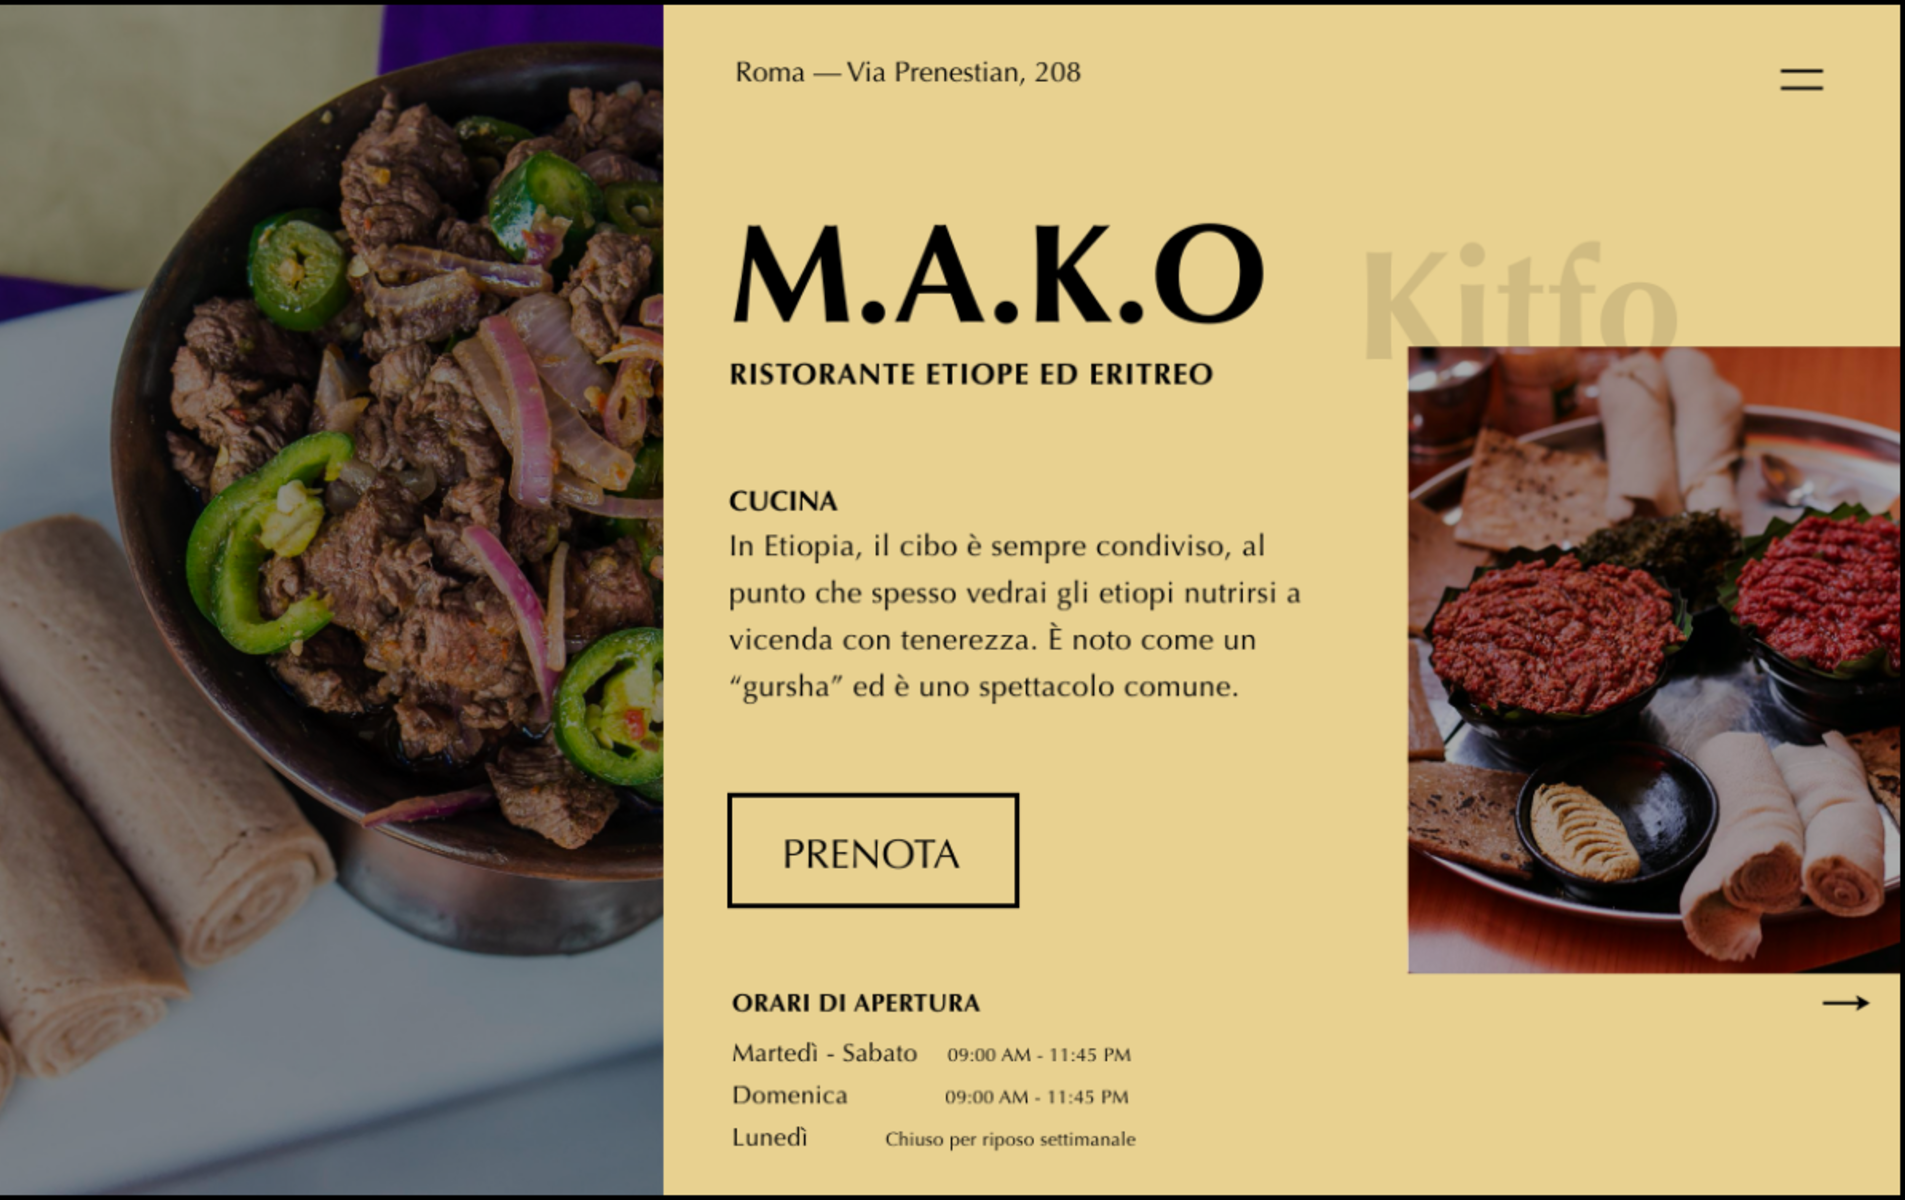 Roma — Via Prenestian, 208
M.A.K.O
RISTORANTE ETIOPE ED ERITREO
Kitfo
CUCINA
In Etiopia, il cibo è sempre condiviso, al
punto che spesso vedrai gli etiopi nutrirsi a
vicenda con tenerezza. È noto come un
“gursha” ed è uno spettacolo comune.
PRENOTA
ORARI DI APERTURA
Martedì - Sabato 09:00 AM - 11:45 PM
Domenica 09:00 AM - 11:45 PM
Lunedì Chiuso per riposo settimanale